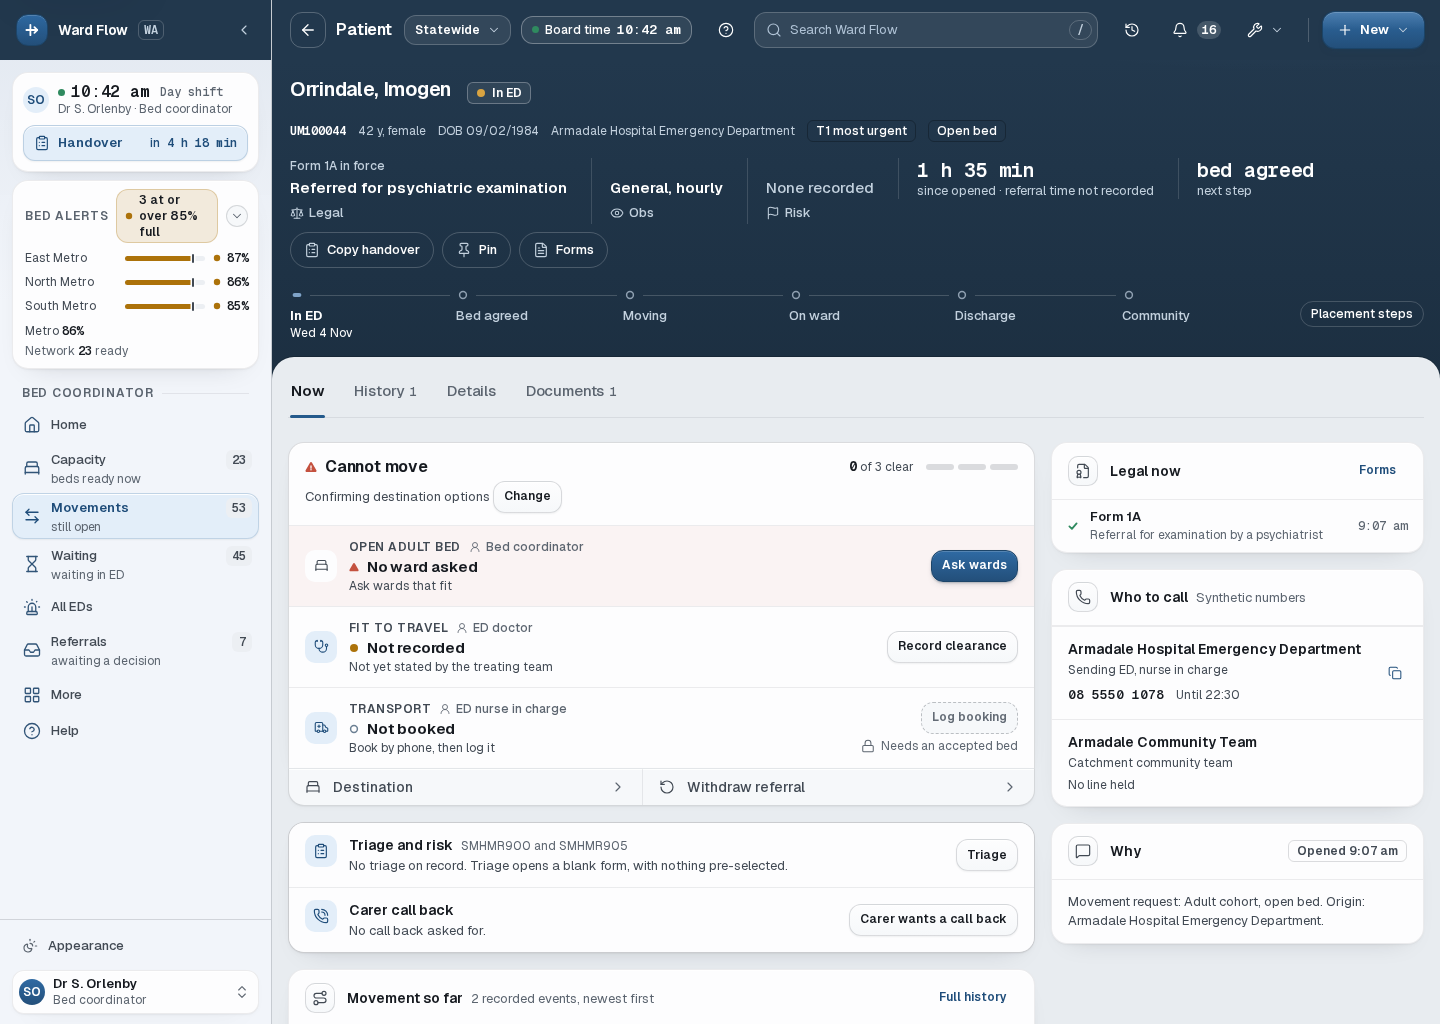 Ward Flow WA
SO
10:42 am Day shift
Dr S. Orlenby · Bed coordinator
Handover in 4 h 18 min
BED ALERTS
3 at or
over 85%
full
East Metro 87%
North Metro 86%
South Metro 85%
Metro 86%
Network 23 ready
BED COORDINATOR
Home
Capacity 23
beds ready now
Movements 53
still open
Waiting 45
waiting in ED
All EDs
Referrals 7
awaiting a decision
More
Help
Appearance
SO
Dr S. Orlenby
Bed coordinator
Patient
Statewide
Board time 10:42 am
Search Ward Flow /
16
New
Orrindale, Imogen
In ED
UM100044 42 y, female DOB 09/02/1984 Armadale Hospital Emergency Department T1 most urgent Open bed
Form 1A in force
Referred for psychiatric examination
Legal
General, hourly
Obs
None recorded
Risk
1 h 35 min
since opened · referral time not recorded
bed agreed
next step
Copy handover Pin Forms
In ED
Wed 4 Nov
Bed agreed
Moving
On ward
Discharge
Community
Placement steps
Now History 1 Details Documents 1
Cannot move
0 of 3 clear
Confirming destination options Change
OPEN ADULT BED Bed coordinator
No ward asked
Ask wards that fit
Ask wards
FIT TO TRAVEL ED doctor
Not recorded
Not yet stated by the treating team
Record clearance
TRANSPORT ED nurse in charge
Not booked
Book by phone, then log it
Log booking
Needs an accepted bed
Destination
Withdraw referral
Triage and risk SMHMR900 and SMHMR905
No triage on record. Triage opens a blank form, with nothing pre-selected.
Triage
Carer call back
No call back asked for.
Carer wants a call back
Movement so far 2 recorded events, newest first
Full history
Legal now
Forms
Form 1A
Referral for examination by a psychiatrist
9:07 am
Who to call Synthetic numbers
Armadale Hospital Emergency Department
Sending ED, nurse in charge
08 5550 1078 Until 22:30
Armadale Community Team
Catchment community team
No line held
Why
Opened 9:07 am
Movement request: Adult cohort, open bed. Origin:
Armadale Hospital Emergency Department.